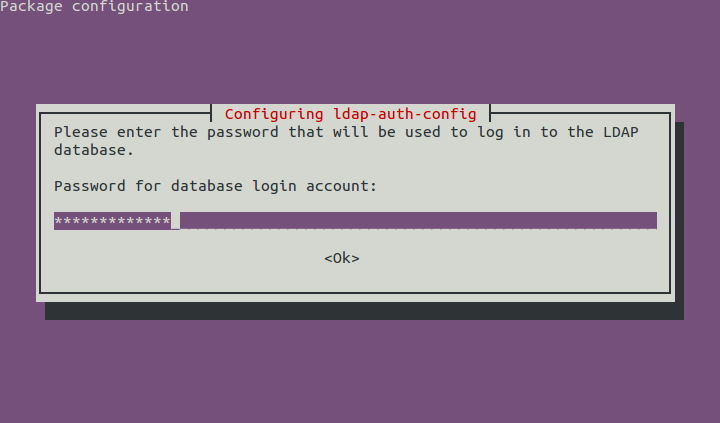 Package configuration
Configuring ldap-auth-config
Please enter the password that will be used to log in to the LDAP
database.
Password for database login account:
*************
<Ok>